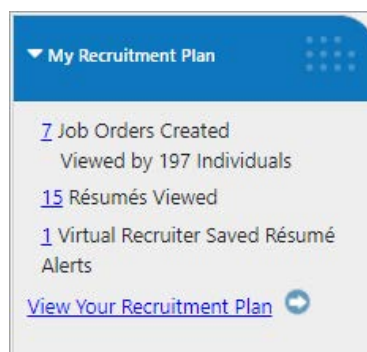 My Recruitment Plan
7 Job Orders Created
Viewed by 197 Individuals
15 Résumés Viewed
1 Virtual Recruiter Saved Résumé
Alerts
View Your Recruitment Plan